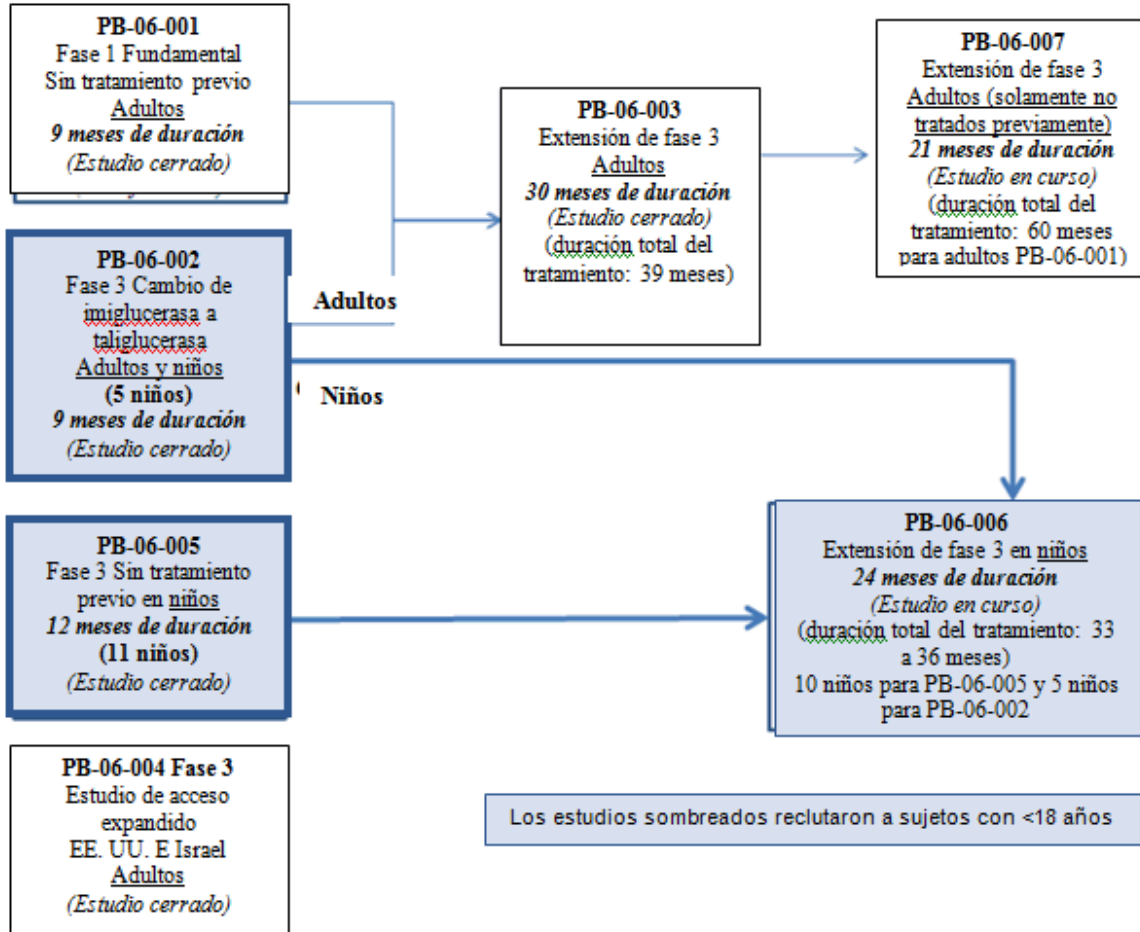 PB-06-001
Fase 1 Fundamental
Sin tratamiento previo
Adultos
9 meses de duración
(Estudio cerrado)
PB-06-002
Fase 3 Cambio de
imiglucerasa a
taliglucerasa
Adultos y niños
(5 niños)
9 meses de duración
(Estudio cerrado)
PB-06-005
Fase 3 Sin tratamiento
previo en niños
12 meses de duración
(11 niños)
(Estudio cerrado)
PB-06-004 Fase 3
Estudio de acceso
expandido
EE. UU. E Israel
Adultos
(Estudio cerrado)
Adultos
Niños
PB-06-003
Extensión de fase 3
Adultos
30 meses de duración
(Estudio cerrado)
(duración total del
tratamiento: 39 meses)
PB-06-007
Extensión de fase 3
Adultos (solamente no
tratados previamente)
21 meses de duración
(Estudio en curso)
(duración total del
tratamiento: 60 meses
para adultos PB-06-001)
PB-06-006
Extensión de fase 3 en niños
24 meses de duración
(Estudio en curso)
(duración total del tratamiento: 33
a 36 meses)
10 niños para PB-06-005 y 5 niños
para PB-06-002
Los estudios sombreados reclutaron a sujetos con <18 años